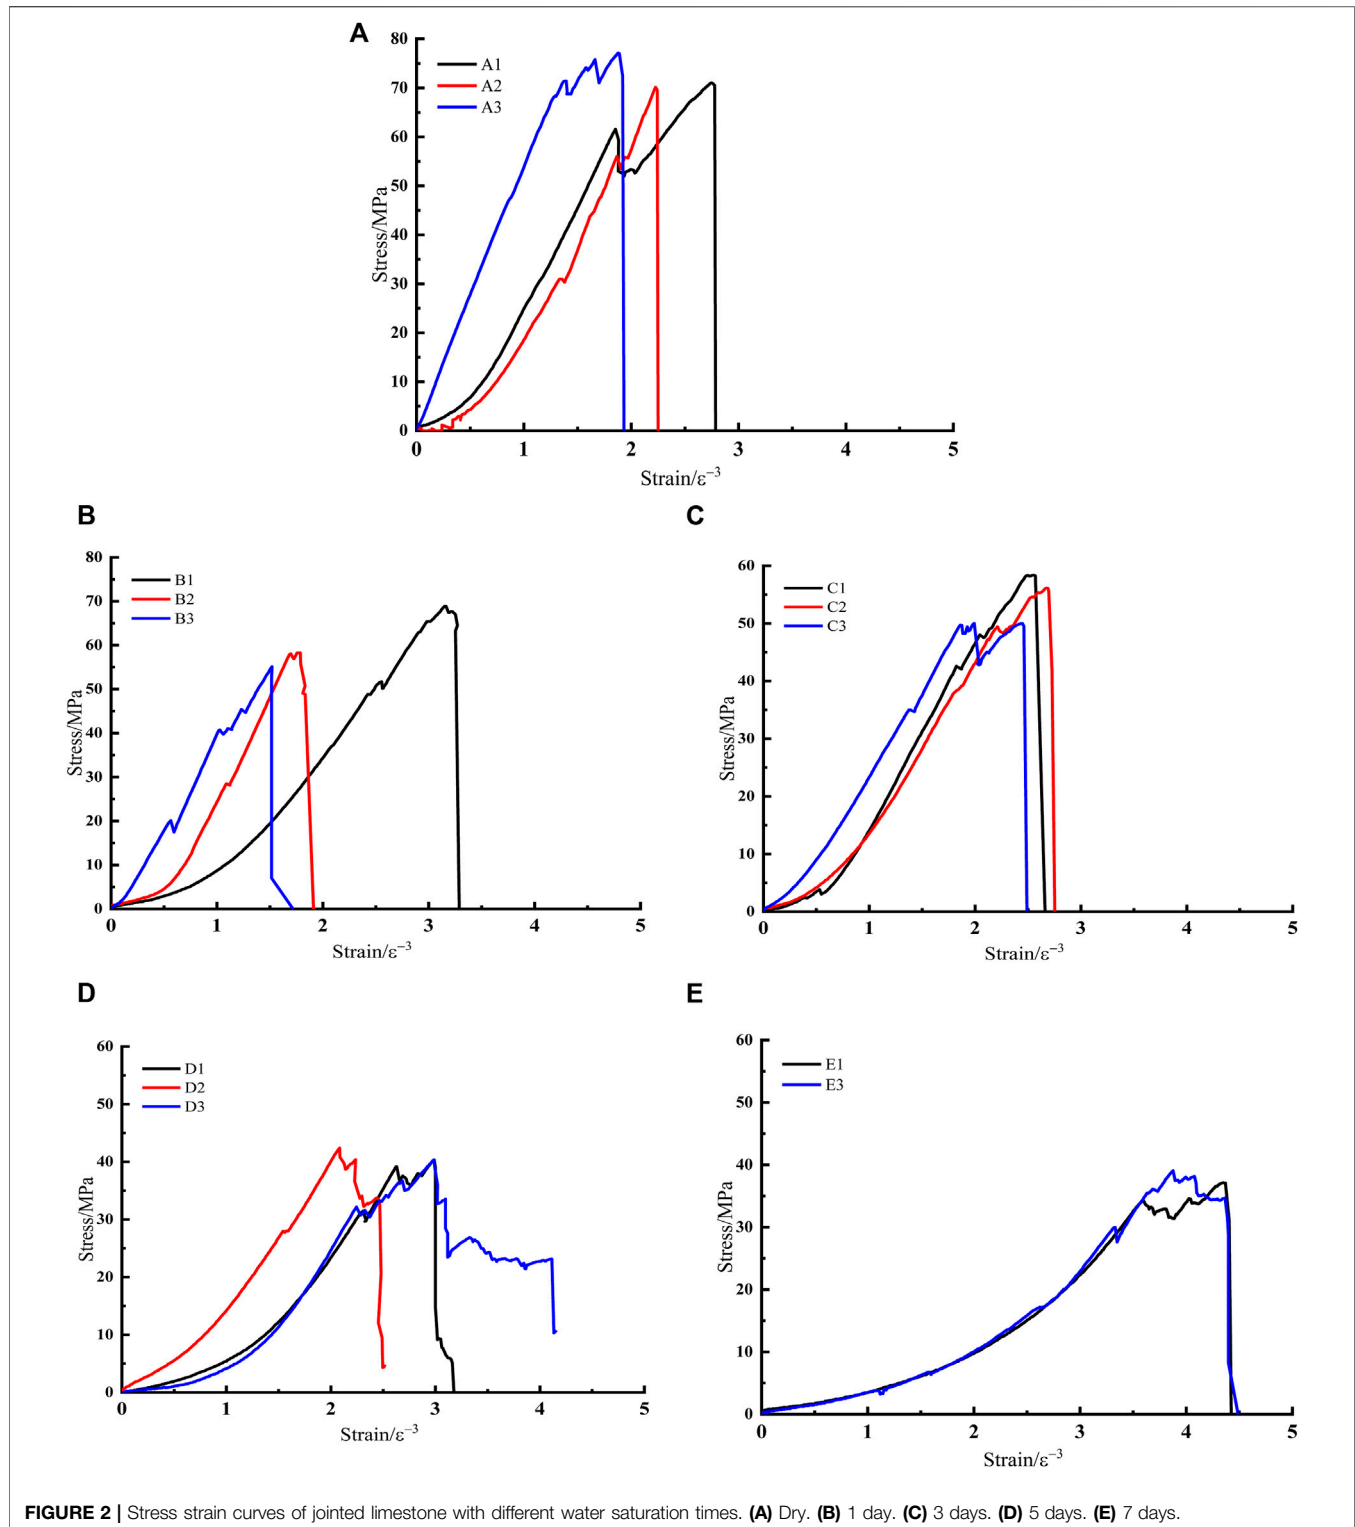 A
80
70
60
50
40
30
20
10
0
Stress/MPa
A1
A2
A3
0 1 2 3 4 5
Strain/ε⁻³
B
80
70
60
50
40
30
20
10
0
Stress/MPa
B1
B2
B3
0 1 2 3 4 5
Strain/ε⁻³
C
60
50
40
30
20
10
0
Stress/MPa
C1
C2
C3
0 1 2 3 4 5
Strain/ε⁻³
D
60
50
40
30
20
10
0
Stress/MPa
D1
D2
D3
0 1 2 3 4 5
Strain/ε⁻³
E
60
50
40
30
20
10
0
Stress/MPa
E1
E3
0 1 2 3 4 5
Strain/ε⁻³
FIGURE 2 | Stress strain curves of jointed limestone with different water saturation times. (A) Dry. (B) 1 day. (C) 3 days. (D) 5 days. (E) 7 days.